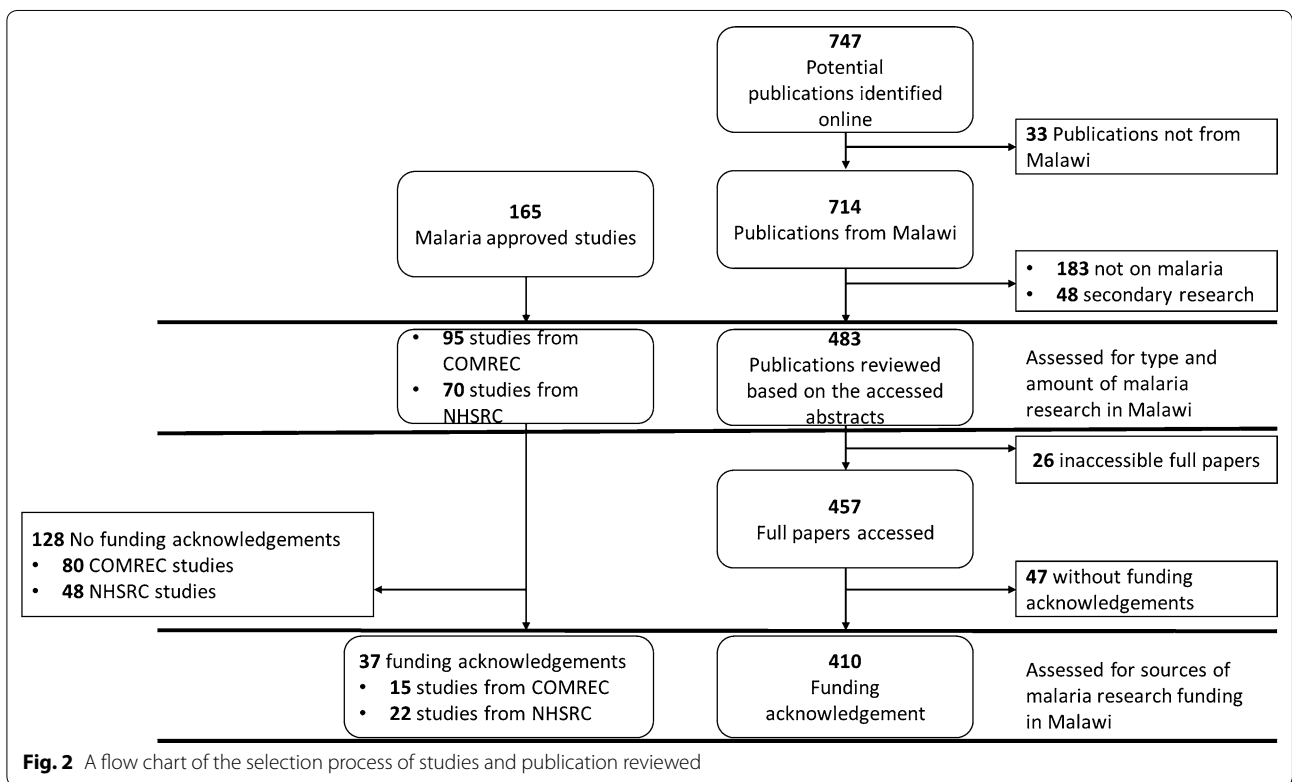 747
Potential
publications identified
online
33 Publications not from
Malawi
165
Malaria approved studies
714
Publications from Malawi
• 183 not on malaria
• 48 secondary research
• 95 studies from
COMREC
• 70 studies from
NHSRC
483
Publications reviewed
based on the accessed
abstracts
Assessed for type and
amount of malaria
research in Malawi
26 inaccessible full papers
457
Full papers accessed
128 No funding acknowledgements
• 80 COMREC studies
• 48 NHSRC studies
47 without funding
acknowledgements
37 funding acknowledgements
• 15 studies from COMREC
• 22 studies from NHSRC
410
Funding
acknowledgement
Assessed for sources of
malaria research funding
in Malawi
Fig. 2 A flow chart of the selection process of studies and publication reviewed